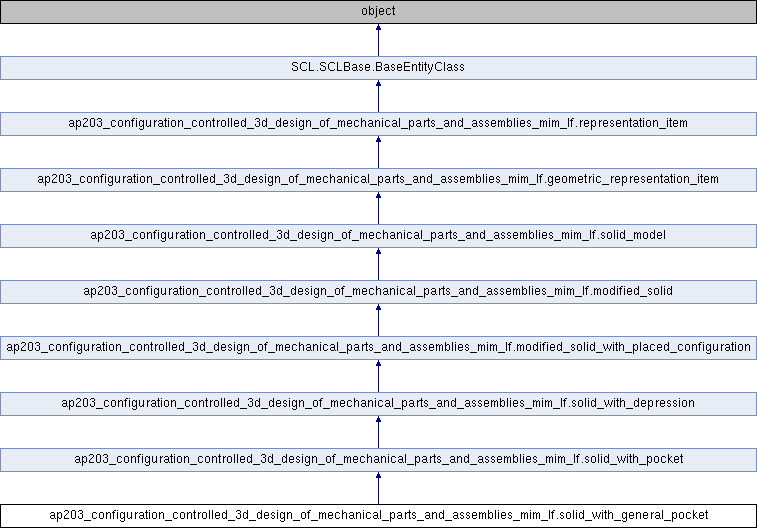 object
SCL.SCLBase.BaseEntityClass
ap203_configuration_controlled_3d_design_of_mechanical_parts_and_assemblies_mim_lf.representation_item
ap203_configuration_controlled_3d_design_of_mechanical_parts_and_assemblies_mim_lf.geometric_representation_item
ap203_configuration_controlled_3d_design_of_mechanical_parts_and_assemblies_mim_lf.solid_model
ap203_configuration_controlled_3d_design_of_mechanical_parts_and_assemblies_mim_lf.modified_solid
ap203_configuration_controlled_3d_design_of_mechanical_parts_and_assemblies_mim_lf.modified_solid_with_placed_configuration
ap203_configuration_controlled_3d_design_of_mechanical_parts_and_assemblies_mim_lf.solid_with_depression
ap203_configuration_controlled_3d_design_of_mechanical_parts_and_assemblies_mim_lf.solid_with_pocket
ap203_configuration_controlled_3d_design_of_mechanical_parts_and_assemblies_mim_lf.solid_with_general_pocket